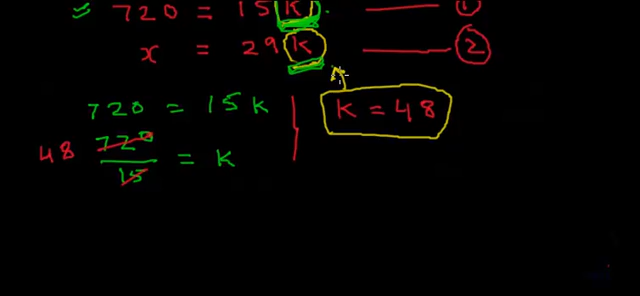 720 = 15 k. ①
x = 29 k ②
720 = 15 k
k = 48
48 720/15 = k